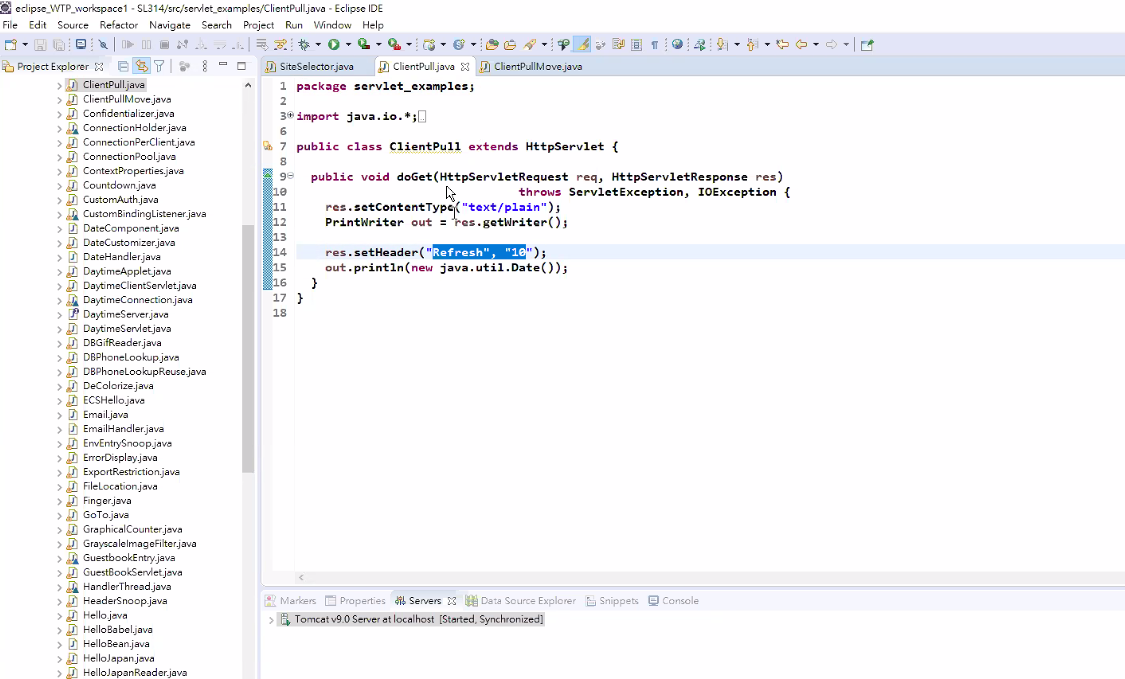 eclipse_WTP_workspace1 - SL314/src/servlet_examples/ClientPull.java - Eclipse IDE
File Edit Source Refactor Navigate Search Project Run Window Help
Project Explorer
SiteSelector.java ClientPull.java ClientPullMove.java
ClientPull.java
ClientPullMove.java
Confidentializer.java
ConnectionHolder.java
ConnectionPerClient.java
ConnectionPool.java
ContextProperties.java
Countdown.java
CustomAuth.java
CustomBindingListener.java
DateComponent.java
DateCustomizer.java
DateHandler.java
DaytimeApplet.java
DaytimeClientServlet.java
DaytimeConnection.java
DaytimeServer.java
DaytimeServlet.java
DBGifReader.java
DBPhoneLookup.java
DBPhoneLookupReuse.java
DeColorize.java
ECSHello.java
Email.java
EmailHandler.java
EnvEntrySnoop.java
ErrorDisplay.java
ExportRestriction.java
FileLocation.java
Finger.java
GoTo.java
GraphicalCounter.java
GrayscaleImageFilter.java
GuestbookEntry.java
GuestBookServlet.java
HandlerThread.java
HeaderSnoop.java
Hello.java
HelloBabel.java
HelloBean.java
HelloJapan.java
HelloJapanReader.java
1 package servlet_examples;
2
3 import java.io.*;
6
7 public class ClientPull extends HttpServlet {
8
9 public void doGet(HttpServletRequest req, HttpServletResponse res)
10 throws ServletException, IOException {
11 res.setContentType("text/plain");
12 PrintWriter out = res.getWriter();
13
14 res.setHeader("Refresh", "10");
15 out.println(new java.util.Date());
16 }
17 }
18
Markers Properties Servers Data Source Explorer Snippets Console
Tomcat v9.0 Server at localhost [Started, Synchronized]